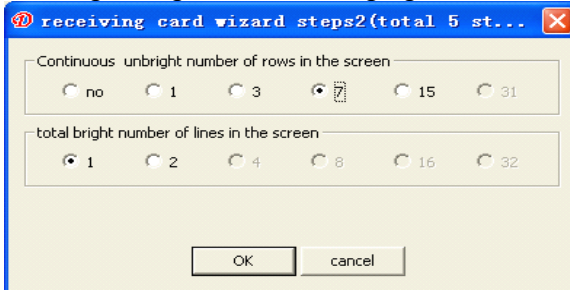 receiving card wizard steps2(total 5 st...
Continuous unbright number of rows in the screen
no 1 3 7 15 31
total bright number of lines in the screen
1 2 4 8 16 32
OK cancel